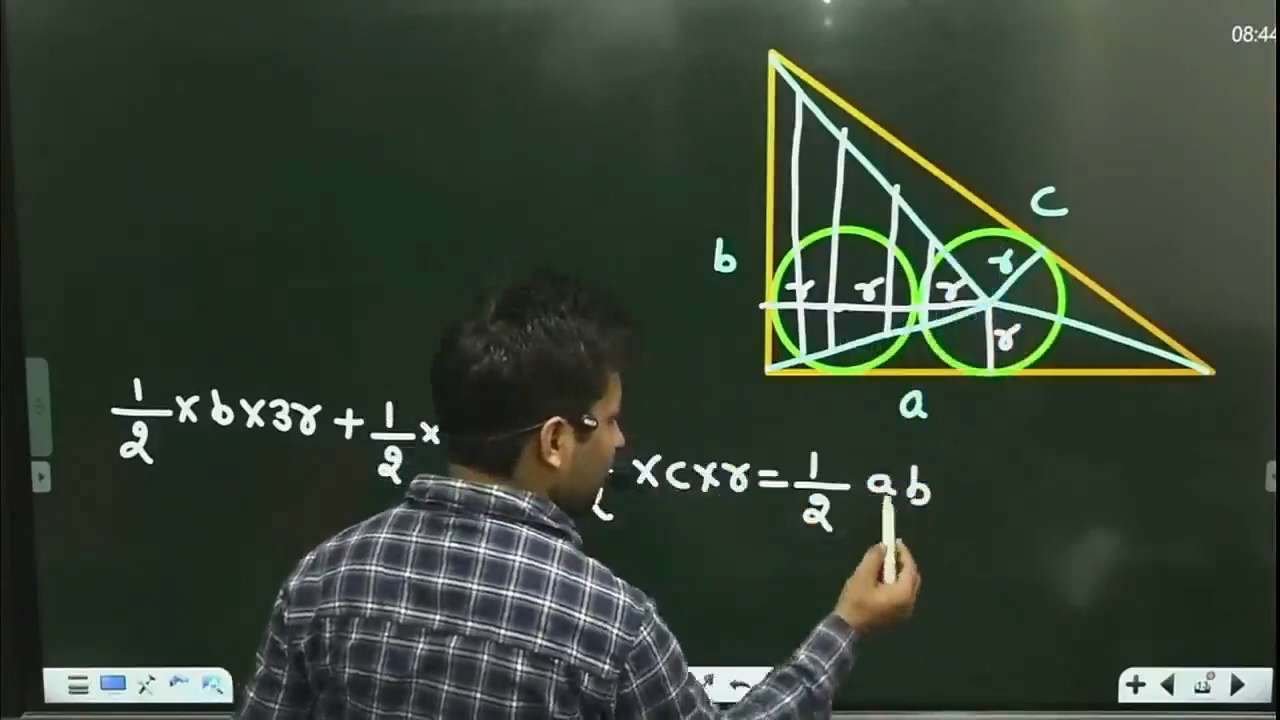 08:44
c
b
r
r r r
r
a
1/2 × b × 3r + 1/2 ×
× c × r = 1/2 ab